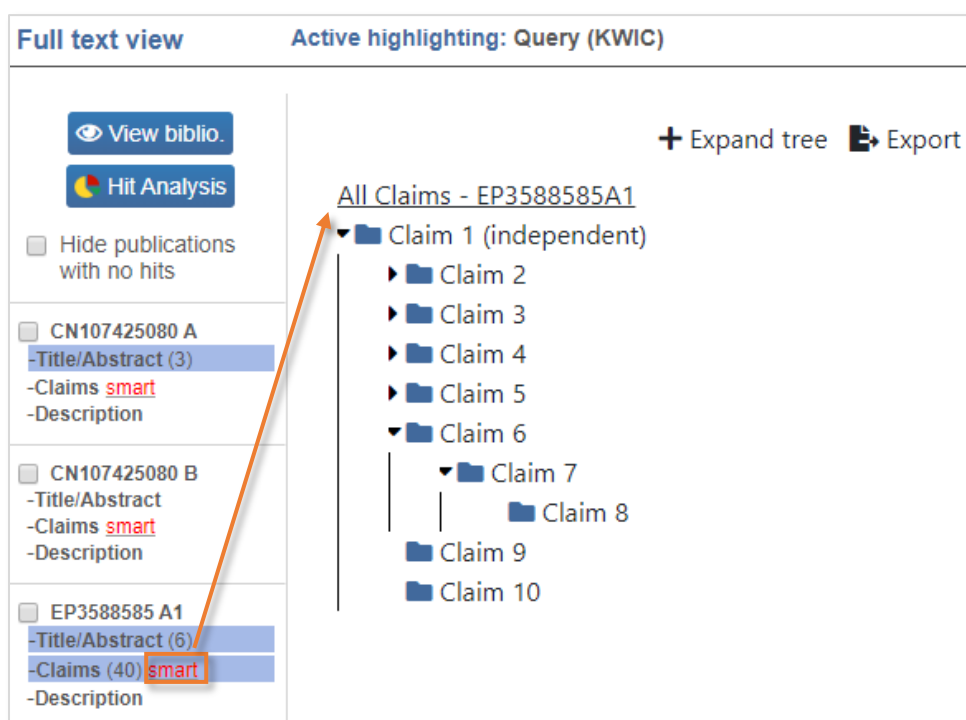 Full text view
Active highlighting: Query (KWIC)
View biblio.
Hit Analysis
Hide publications
with no hits
CN107425080 A
-Title/Abstract (3)
-Claims smart
-Description
CN107425080 B
-Title/Abstract
-Claims smart
-Description
EP3588585 A1
-Title/Abstract (6)
-Claims (40) smart
-Description
Expand tree
Export
All Claims - EP3588585A1
Claim 1 (independent)
Claim 2
Claim 3
Claim 4
Claim 5
Claim 6
Claim 7
Claim 8
Claim 9
Claim 10